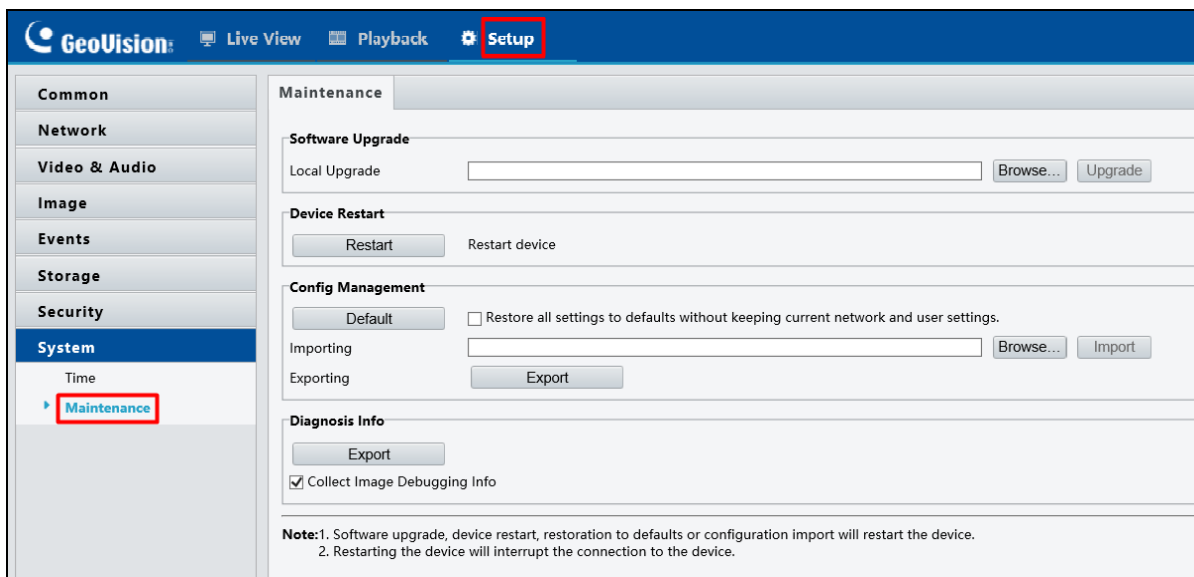 GeoVision Live View Playback Setup
Common
Network
Video & Audio
Image
Events
Storage
Security
System
Time
Maintenance
Maintenance
Software Upgrade
Local Upgrade Browse... Upgrade
Device Restart
Restart Restart device
Config Management
Default Restore all settings to defaults without keeping current network and user settings.
Importing Browse... Import
Exporting Export
Diagnosis Info
Export
Collect Image Debugging Info
Note:1. Software upgrade, device restart, restoration to defaults or configuration import will restart the device.
2. Restarting the device will interrupt the connection to the device.